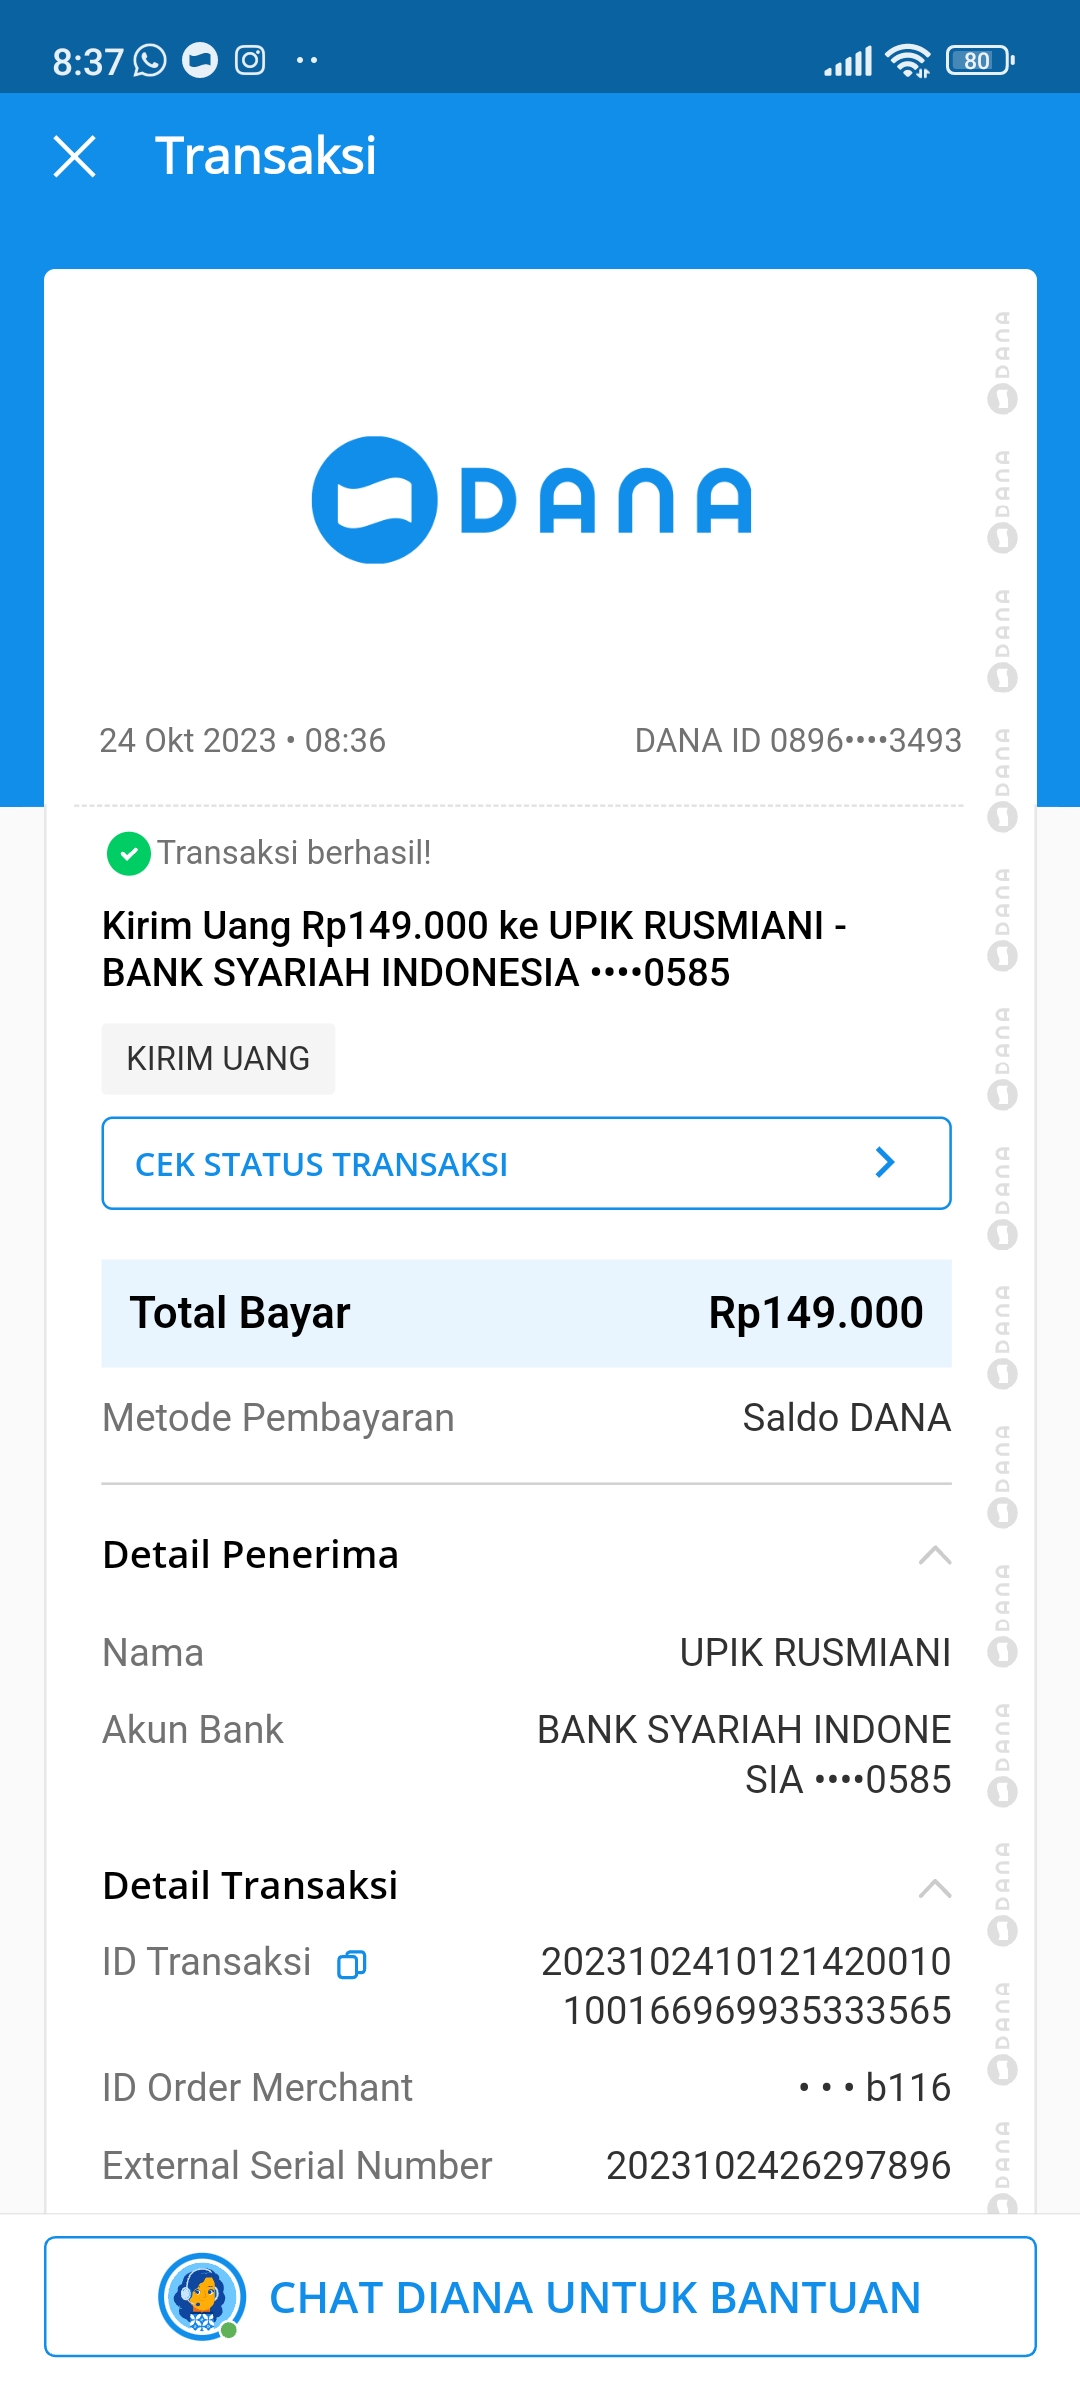 8:37
80
Transaksi
DANA
24 Okt 2023 • 08:36
DANA ID 0896••••3493
Transaksi berhasil!
Kirim Uang Rp149.000 ke UPIK RUSMIANI -
BANK SYARIAH INDONESIA ••••0585
KIRIM UANG
CEK STATUS TRANSAKSI
Total Bayar Rp149.000
Metode Pembayaran Saldo DANA
Detail Penerima
Nama UPIK RUSMIANI
Akun Bank BANK SYARIAH INDONE
SIA ••••0585
Detail Transaksi
ID Transaksi 2023102410121420010
100166969935333565
ID Order Merchant • • • b116
External Serial Number 2023102426297896
CHAT DIANA UNTUK BANTUAN
DANA
DANA
DANA
DANA
DANA
DANA
DANA
DANA
DANA
DANA
DANA
DANA
DANA
DANA